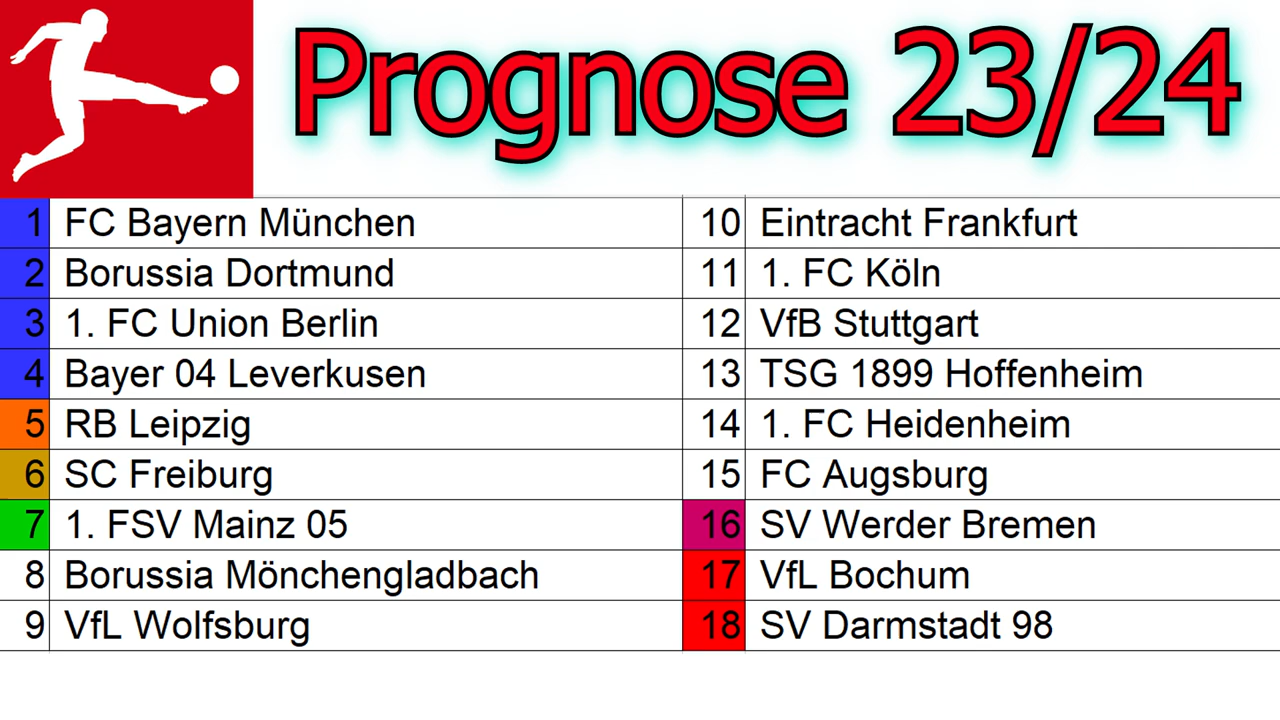 Prognose 23/24
1 FC Bayern München
2 Borussia Dortmund
3 1. FC Union Berlin
4 Bayer 04 Leverkusen
5 RB Leipzig
6 SC Freiburg
7 1. FSV Mainz 05
8 Borussia Mönchengladbach
9 VfL Wolfsburg
10 Eintracht Frankfurt
11 1. FC Köln
12 VfB Stuttgart
13 TSG 1899 Hoffenheim
14 1. FC Heidenheim
15 FC Augsburg
16 SV Werder Bremen
17 VfL Bochum
18 SV Darmstadt 98